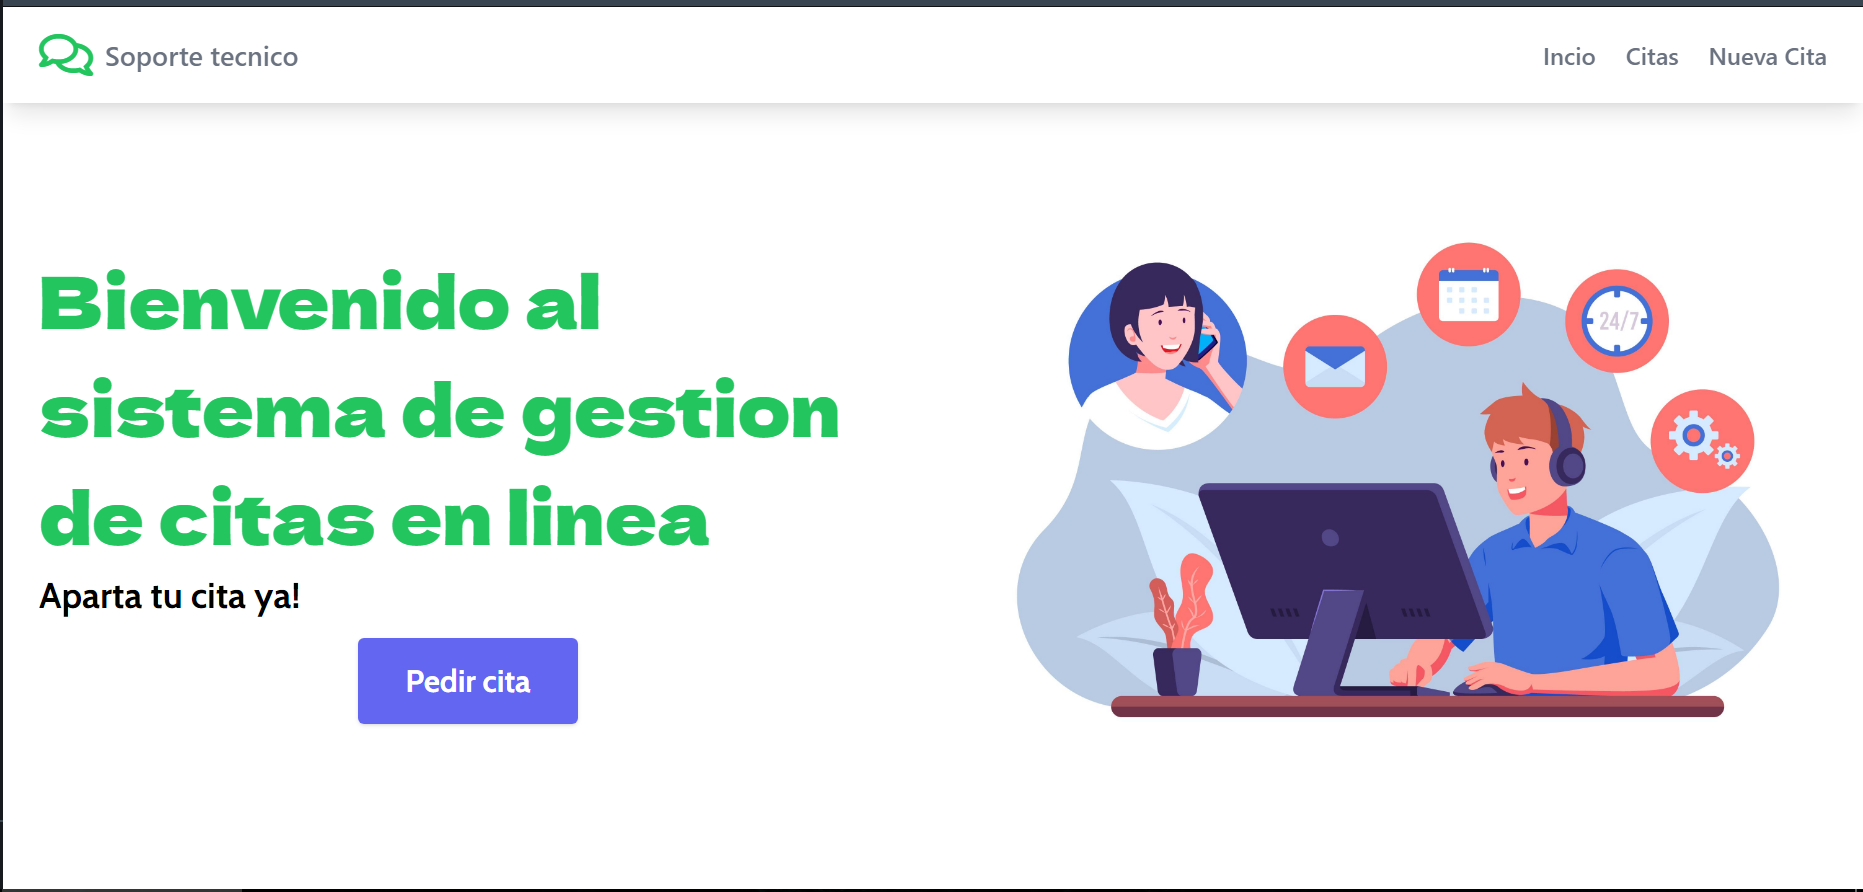 Soporte tecnico
Incio Citas Nueva Cita
Bienvenido al
sistema de gestion
de citas en linea
Aparta tu cita ya!
Pedir cita
24/7